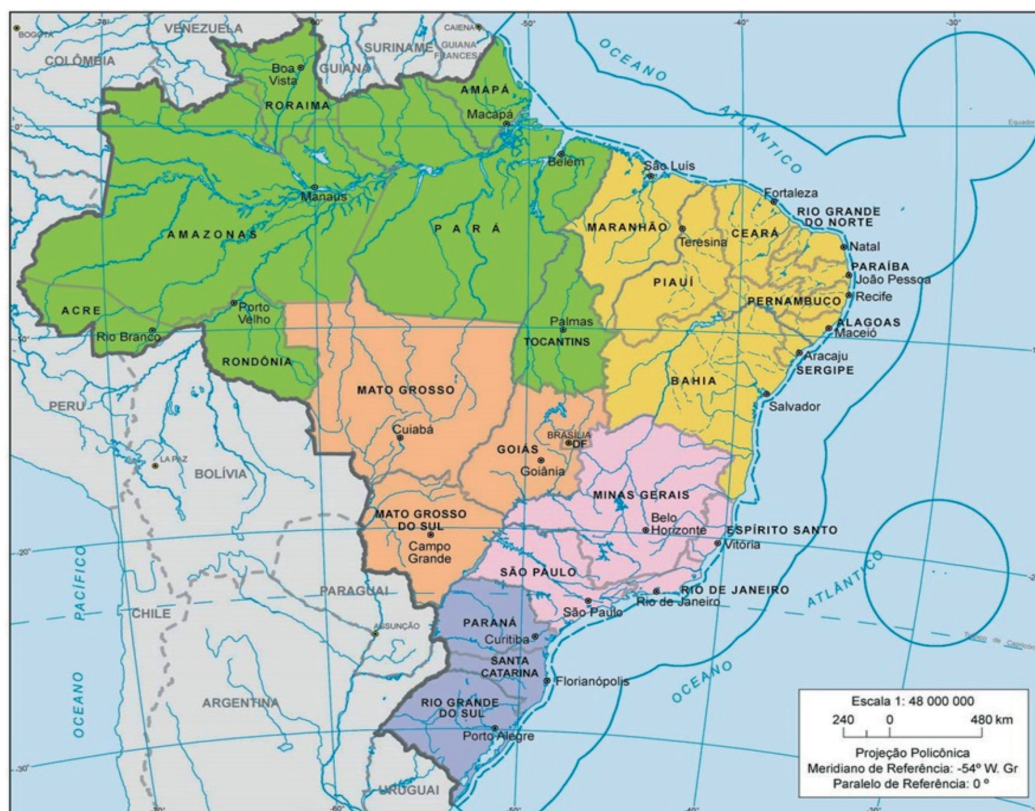 -70°
-60°
-50°
-40°
-30°
BOGOTÁ
VENEZUELA
CAIENA
COLÔMBIA
SURINAME
GUIANA
FRANCESA
GUIANA
OCEANO
ATLÂNTICO
Boa
Vista
RORAIMA
AMAPÁ
Macapá
0°
Equador
Belém
São Luís
Manaus
Fortaleza
RIO GRANDE
DO NORTE
AMAZONAS
PARÁ
MARANHÃO
Teresina
CEARÁ
Natal
PARAÍBA
João Pessoa
PIAUÍ
PERNAMBUCO
Recife
ACRE
Porto
Velho
Rio Branco
Palmas
TOCANTINS
ALAGOAS
Maceió
RONDÔNIA
Aracaju
SERGIPE
MATO GROSSO
BAHIA
Salvador
PERU
Cuiabá
BRASÍLIA
DF
GOIÁS
Goiânia
LA PAZ
BOLÍVIA
MINAS GERAIS
MATO GROSSO
DO SUL
Campo
Grande
Belo
Horizonte
ESPÍRITO SANTO
Vitória
SÃO PAULO
São Paulo
RIO DE JANEIRO
Rio de Janeiro
OCEANO
PACÍFICO
CHILE
PARAGUAI
ASSUNÇÃO
ATLÂNTICO
PARANÁ
Curitiba
SANTA
CATARINA
Florianópolis
OCEANO
ARGENTINA
RIO GRANDE
DO SUL
Porto Alegre
URUGUAI
Escala 1: 48 000 000
240 0 480 km
Projeção Policônica
Meridiano de Referência: -54º W. Gr
Paralelo de Referência: 0 º